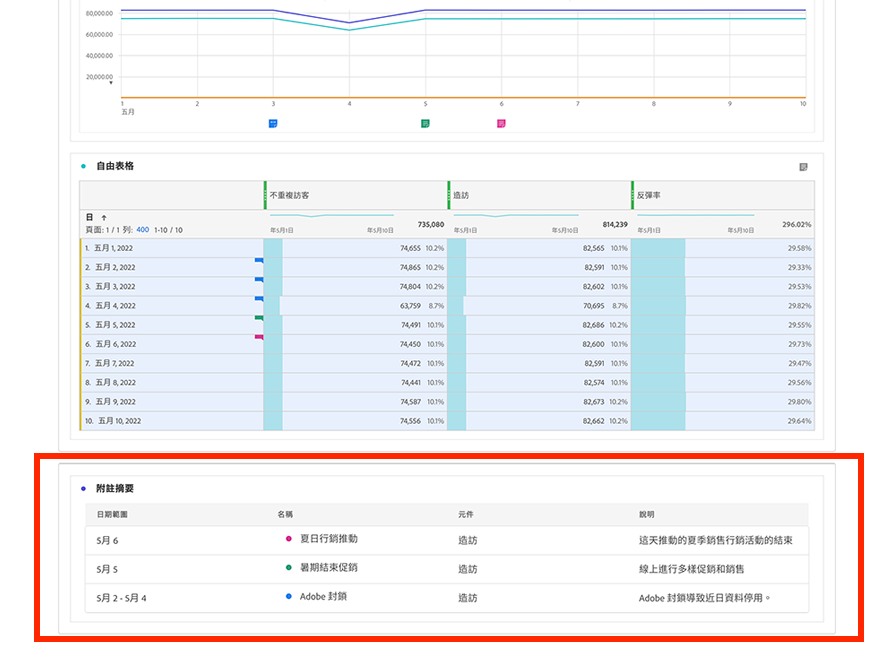 80,000.00
60,000.00
40,000.00
20,000.00
1 2 3 4 5 6 7 8 9 10
五月
自由表格
不重複訪客 造訪 反彈率
日 ↑
頁面: 1 / 1 列: 400 1-10 / 10
735,080 814,239 296.02%
年5月1日 年5月10日 年5月1日 年5月10日 年5月1日 年5月10日
1. 五月 1, 2022 74,655 10.2% 82,565 10.1% 29.58%
2. 五月 2, 2022 74,865 10.2% 82,591 10.1% 29.33%
3. 五月 3, 2022 74,804 10.2% 82,602 10.1% 29.53%
4. 五月 4, 2022 63,759 8.7% 70,695 8.7% 29.82%
5. 五月 5, 2022 74,491 10.1% 82,686 10.2% 29.55%
6. 五月 6, 2022 74,450 10.1% 82,600 10.1% 29.73%
7. 五月 7, 2022 74,472 10.1% 82,591 10.1% 29.47%
8. 五月 8, 2022 74,441 10.1% 82,574 10.1% 29.56%
9. 五月 9, 2022 74,587 10.1% 82,673 10.2% 29.80%
10. 五月 10, 2022 74,556 10.1% 82,662 10.2% 29.64%
附註摘要
日期範圍 名稱 元件 說明
5月 6 夏日行銷推動 造訪 這天推動的夏季銷售行銷活動的結束
5月 5 暑期結束促銷 造訪 線上進行多樣促銷和銷售
5月 2 - 5月 4 Adobe 封鎖 造訪 Adobe 封鎖導致近日資料停用。